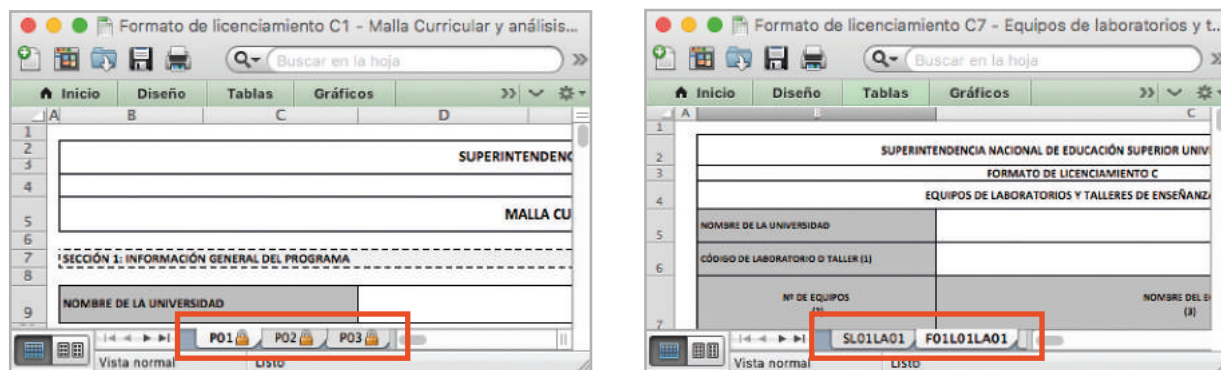 Formato de licenciamiento C1 - Malla Curricular y análisis...
Buscar en la hoja
Inicio Diseño Tablas Gráficos
A B C D
1
2
3
SUPERINTENDENC
4
5
MALLA CU
6
7
SECCIÓN 1: INFORMACIÓN GENERAL DEL PROGRAMA
8
9
NOMBRE DE LA UNIVERSIDAD
P01 P02 P03
Vista normal Listo
Formato de licenciamiento C7 - Equipos de laboratorios y t...
Buscar en la hoja
Inicio Diseño Tablas Gráficos
A B C
1
2 SUPERINTENDENCIA NACIONAL DE EDUCACIÓN SUPERIOR UNIV
3 FORMATO DE LICENCIAMIENTO C
4 EQUIPOS DE LABORATORIOS Y TALLERES DE ENSEÑANZ
NOMBRE DE LA UNIVERSIDAD
5
CÓDIGO DE LABORATORIO O TALLER (1)
6
Nº DE EQUIPOS NOMBRE DEL E
(2) (3)
7
SL01LA01 F01L01LA01
Vista normal Listo